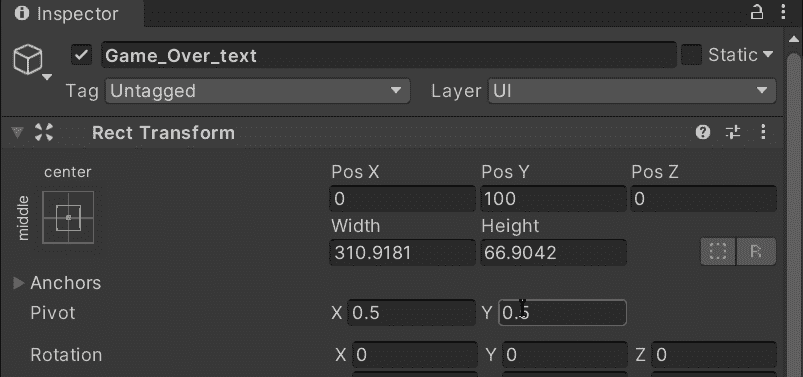 Inspector
Game_Over_text Static
Tag Untagged Layer UI
Rect Transform
center
middle
Pos X Pos Y Pos Z
0 100 0
Width Height
310.9181 66.9042
R
Anchors
Pivot X 0.5 Y 0.5
Rotation X 0 Y 0 Z 0